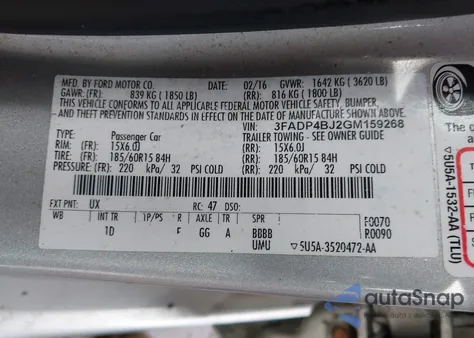 MFD. BY FORD MOTOR CO.
DATE: 02/16 GVWR: 1642 KG ( 3620 LB)
GAWR: (FR): 839 KG ( 1850 LB) (RR): 816 KG ( 1800 LB)
THIS VEHICLE CONFORMS TO ALL APPLICABLE FEDERAL MOTOR VEHICLE SAFETY, BUMPER,
AND THEFT PREVENTION STANDARDS IN EFFECT ON THE DATE OF MANUFACTURE SHOWN ABOVE.
VIN: 3FADP4BJ2GM159268
TYPE: Passenger Car TRAILER TOWING - SEE OWNER GUIDE
RIM: 15X6.0J 15X6.0J
TIRE: 185/60R15 84H 185/60R15 84H
PRESSURE: (FR) 220 kPa/ 32 PSI COLD (RR) 220 kPa/ 32 PSI COLD
EXT PNT: UX RC: 47 DSO: F0070
WB INT TR TP/PS R AXLE TR SPR R0090
1D F GG A BBBB
UMU ▽5U5A-3520472-AA
▽5U5A-1532-AA (TLU)
autoSnap